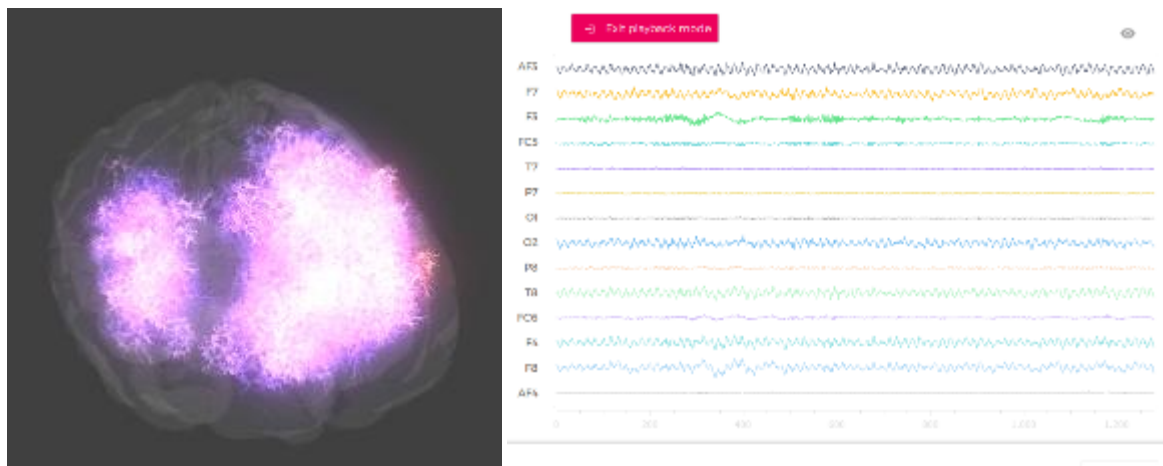 Exit playback mode
AF3
F7
F3
FC5
T7
P7
O1
O2
P8
T8
FC6
F4
F8
AF4
0 200 400 600 800 1,000 1,200